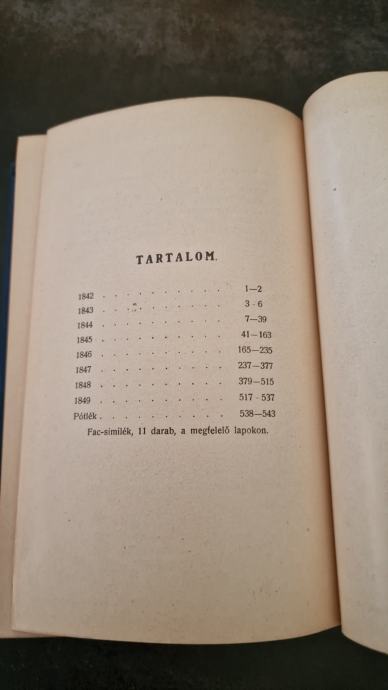 TARTALOM.
1842 . . . . . . . . . . 1—2
1843 . . . . . . . . . . 3 - 6
1844 . . . . . . . . . . 7—39
1845 . . . . . . . . . . 41—163
1846 . . . . . . . . . . 165—235
1847 . . . . . . . . . . 237—377
1848 . . . . . . . . . . 379—515
1849 . . . . . . . . . . 517 - 537
Pótlék . . . . . . . . . . 538—543
Fac-similék, 11 darab, a megfelelő lapokon.